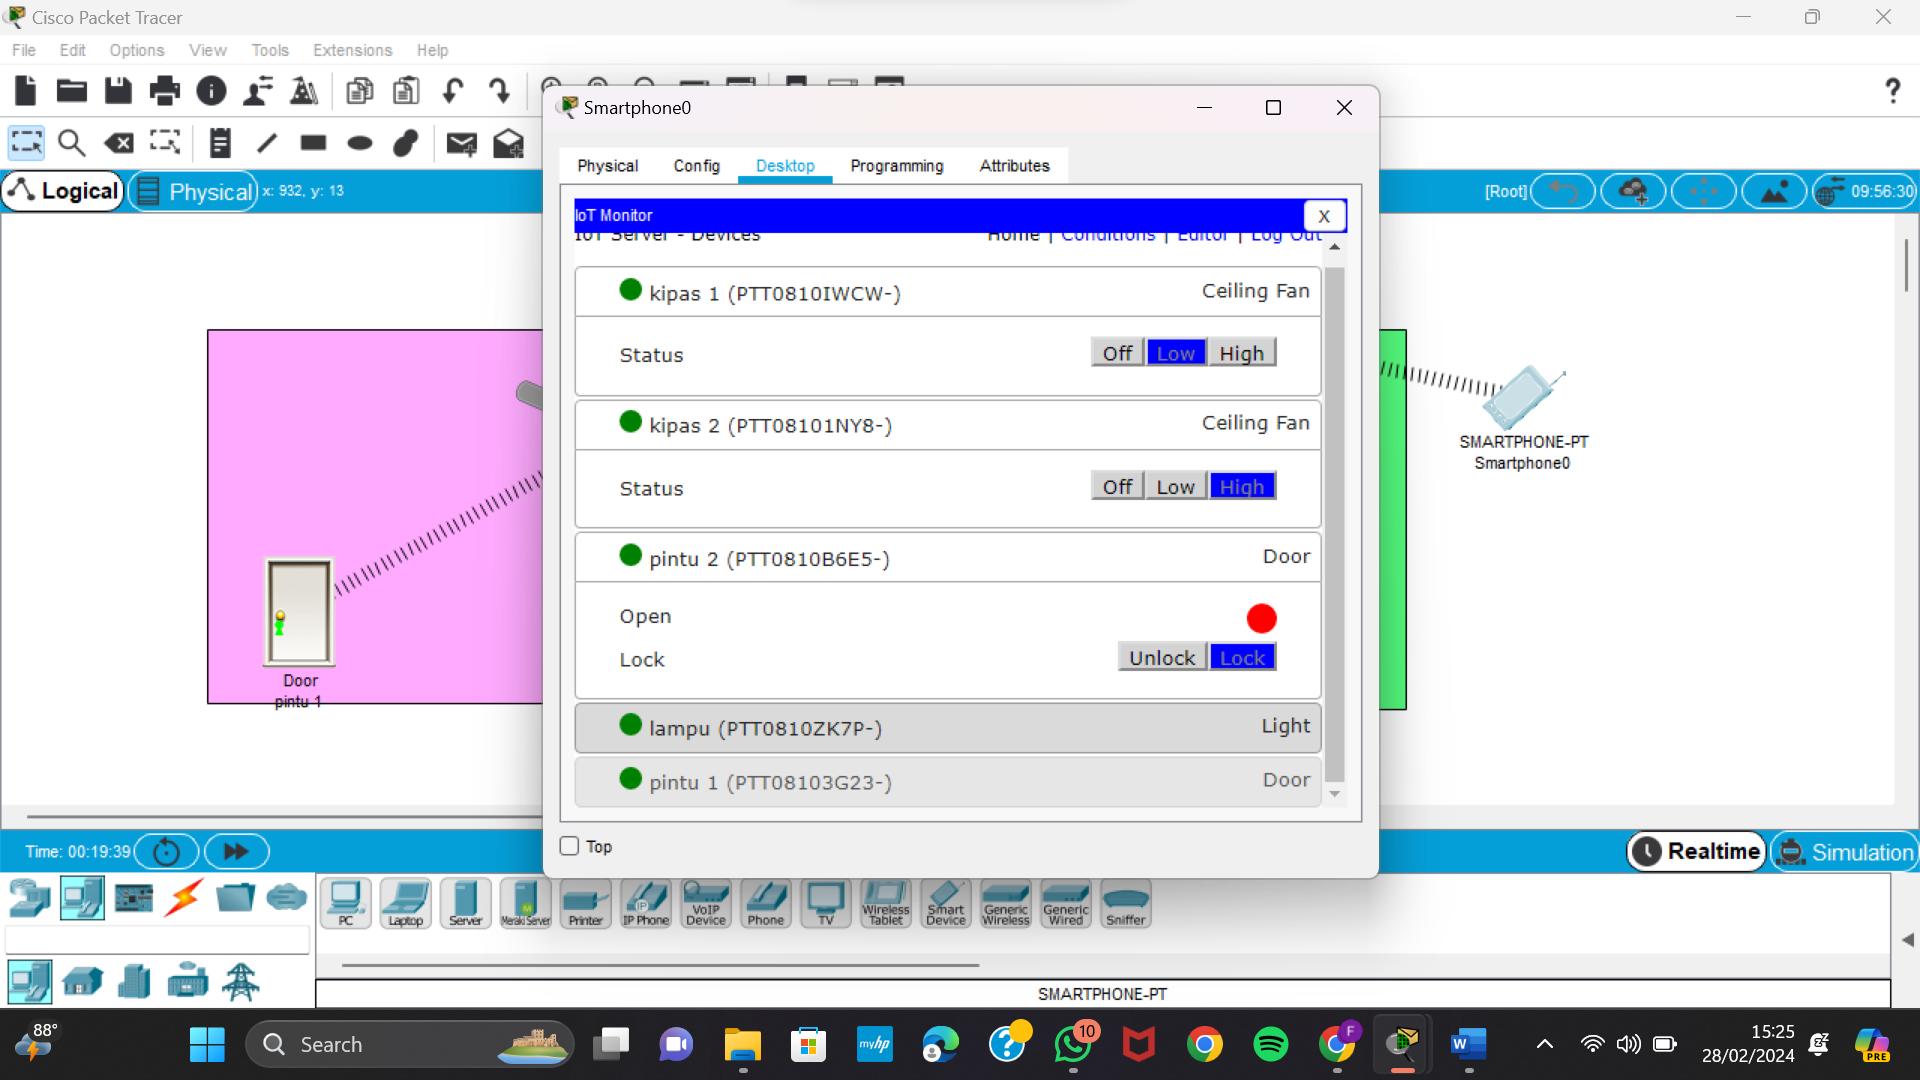 Cisco Packet Tracer
File Edit Options View Tools Extensions Help
Smartphone0
Physical Config Desktop Programming Attributes
Logical Physical x: 932, y: 13
[Root] 09:56:30
IoT Monitor X
IoT Server - Devices Home | Conditions | Editor | Log Out
kipas 1 (PTT0810IWCW-) Ceiling Fan
Status Off Low High
kipas 2 (PTT08101NY8-) Ceiling Fan
Status Off Low High
pintu 2 (PTT0810B6E5-) Door
Open
Lock Unlock Lock
lampu (PTT0810ZK7P-) Light
pintu 1 (PTT08103G23-) Door
Top
Door
pintu 1
SMARTPHONE-PT
Smartphone0
Time: 00:19:39
Realtime Simulation
PC Laptop Server Meraki Server Printer IP Phone VoIP Device Phone TV Wireless Tablet Smart Device Generic Wireless Generic Wired Sniffer
IP
SMARTPHONE-PT
88°
Search
myhp
10
F
W
15:25
28/02/2024
PRE